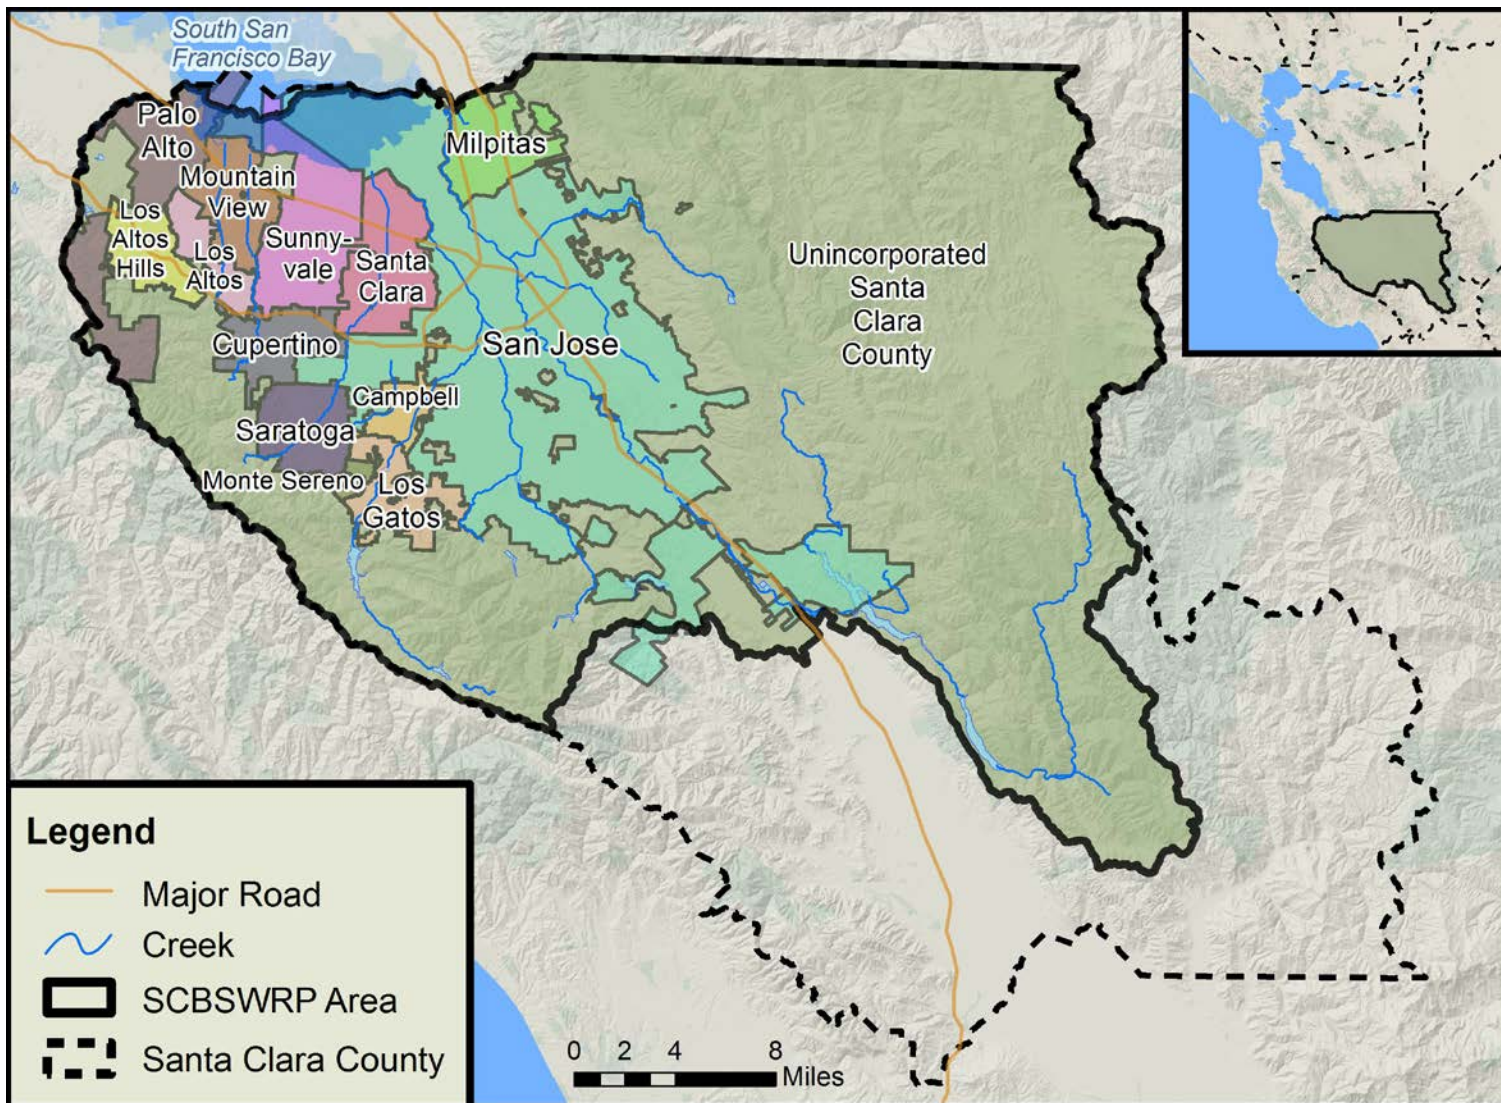 South San
Francisco Bay
Palo
Alto
Milpitas
Mountain
View
Los
Altos
Hills
Los
Altos
Sunny-
vale
Santa
Clara
Unincorporated
Santa
Clara
County
San Jose
Cupertino
Campbell
Saratoga
Monte Sereno
Los
Gatos
Legend
Major Road
Creek
SCBSWRP Area
Santa Clara County
0 2 4 8
Miles